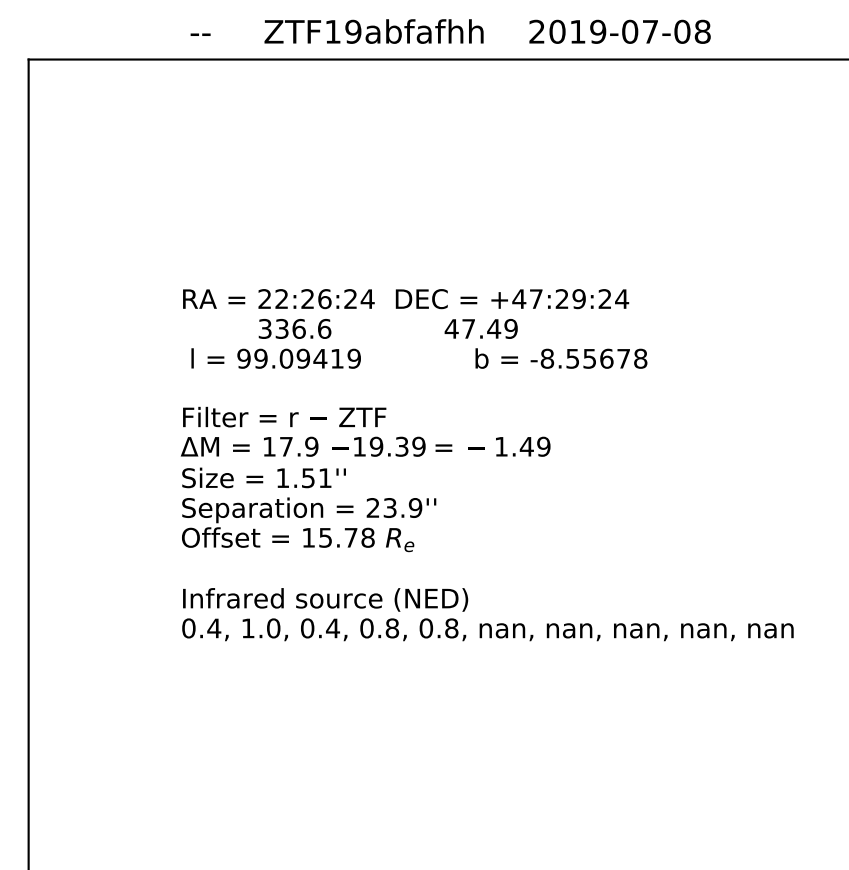 --   ZTF19abfafhh   2019-07-08
RA = 22:26:24  DEC = +47:29:24
336.6   47.49
l = 99.09419   b = -8.55678
Filter = r − ZTF
ΔM = 17.9 −19.39 = − 1.49
Size = 1.51''
Separation = 23.9''
Offset = 15.78 Re
Infrared source (NED)
0.4, 1.0, 0.4, 0.8, 0.8, nan, nan, nan, nan, nan